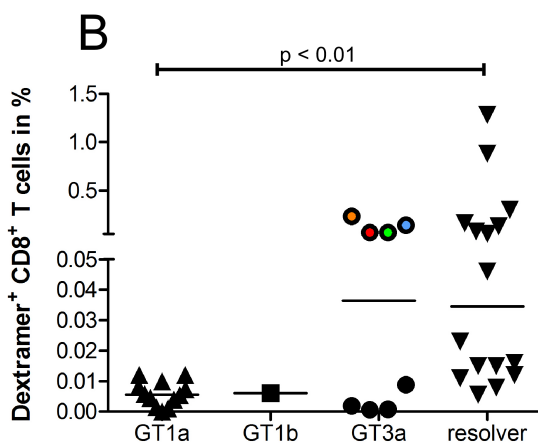 B
p < 0.01
Dextramer⁺ CD8⁺ T cells in %
1.5
1.0
0.5
0.05
0.04
0.03
0.02
0.01
0.00
GT1a GT1b GT3a resolver